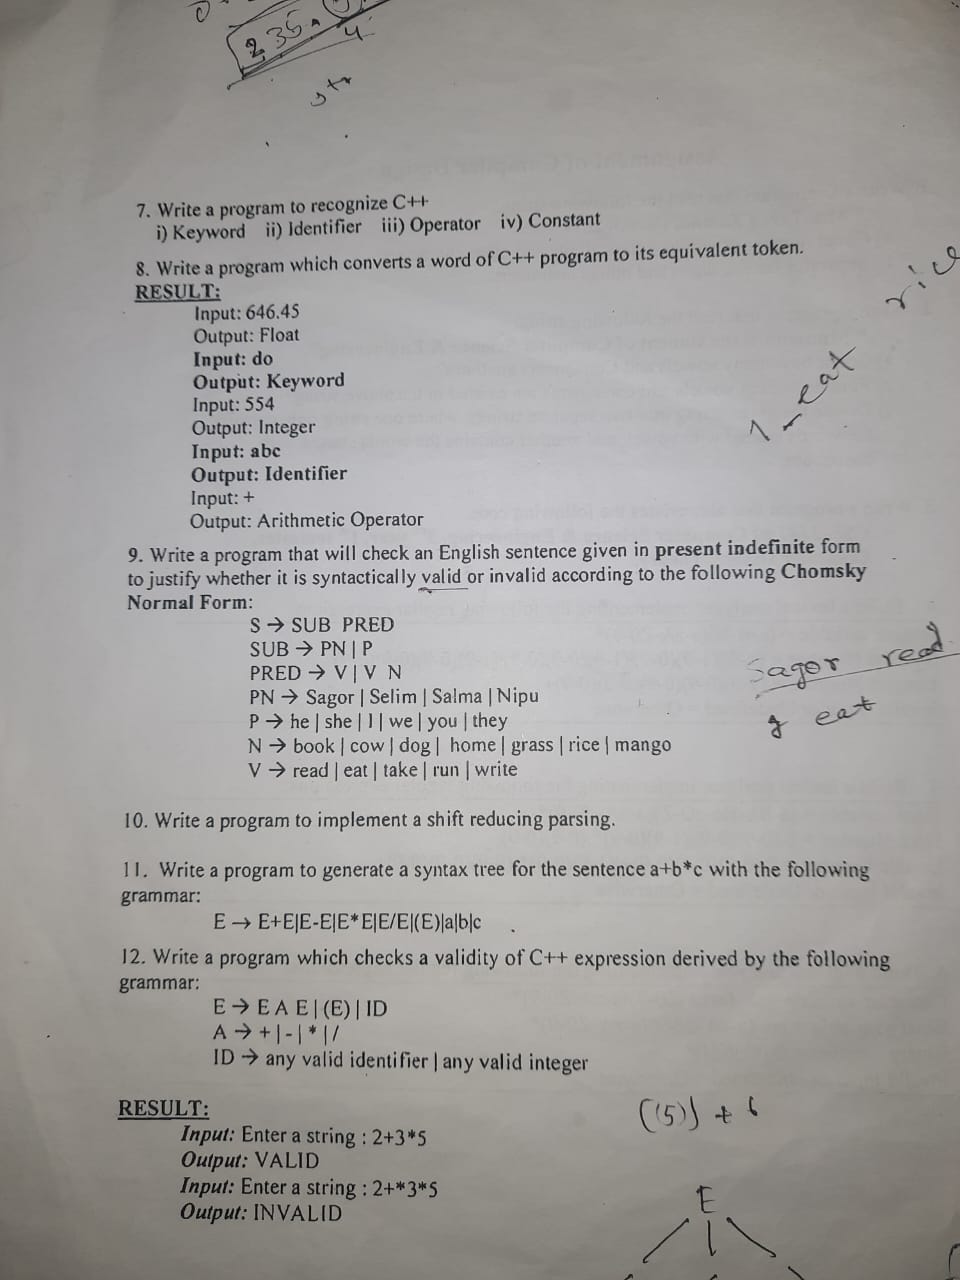 235
4
7. Write a program to recognize C++
i) Keyword ii) Identifier iii) Operator iv) Constant
8. Write a program which converts a word of C++ program to its equivalent token.
RESULT:
Input: 646.45
Output: Float
Input: do
Output: Keyword
Input: 554
Output: Integer
Input: abc
Output: Identifier
Input: +
Output: Arithmetic Operator
rice
eat
9. Write a program that will check an English sentence given in present indefinite form
to justify whether it is syntactically valid or invalid according to the following Chomsky
Normal Form:
S → SUB PRED
SUB → PN | P
PRED → V | V N
PN → Sagor | Selim | Salma | Nipu
P → he | she | I | we | you | they
N → book | cow | dog | home | grass | rice | mango
V → read | eat | take | run | write
Sagor read
eat
10. Write a program to implement a shift reducing parsing.
11. Write a program to generate a syntax tree for the sentence a+b*c with the following
grammar:
E → E+E|E-E|E*E|E/E|(E)|a|b|c
12. Write a program which checks a validity of C++ expression derived by the following
grammar:
E → E A E | (E) | ID
A → + | - | * | /
ID → any valid identifier | any valid integer
RESULT:
Input: Enter a string : 2+3*5
Output: VALID
Input: Enter a string : 2+*3*5
Output: INVALID
((5)) + 6
E